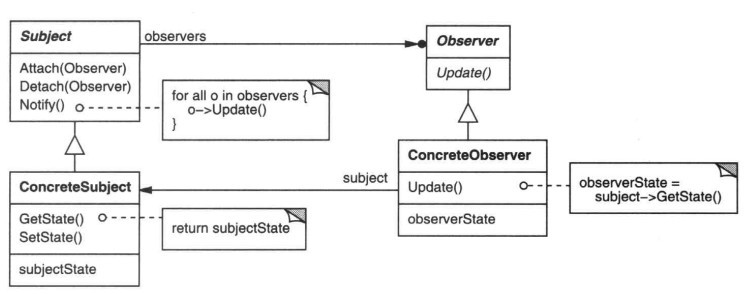 Subject
observers
Observer
Attach(Observer)
Detach(Observer)
Notify()
for all o in observers {
o->Update()
}
Update()
ConcreteSubject
GetState()
SetState()
subjectState
return subjectState
subject
ConcreteObserver
Update()
observerState
observerState =
subject->GetState()